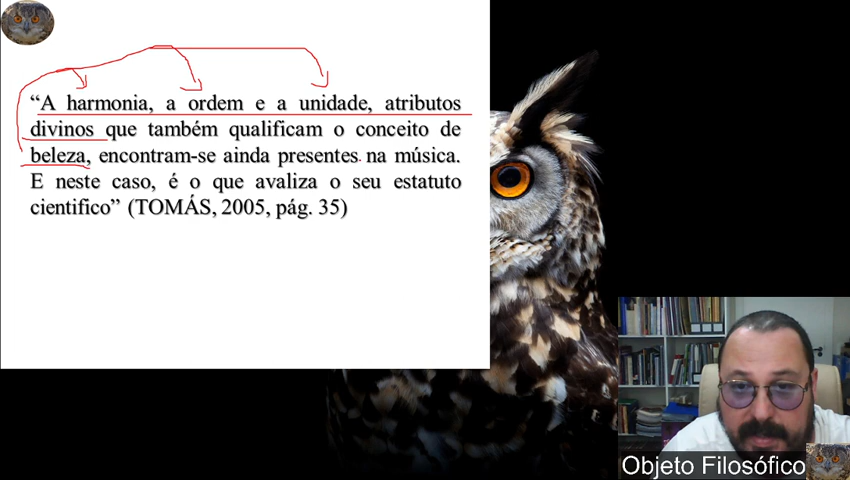 “A harmonia, a ordem e a unidade, atributos
divinos que também qualificam o conceito de
beleza, encontram-se ainda presentes na música.
E neste caso, é o que avaliza o seu estatuto
cientifico” (TOMÁS, 2005, pág. 35)
Objeto Filosófico